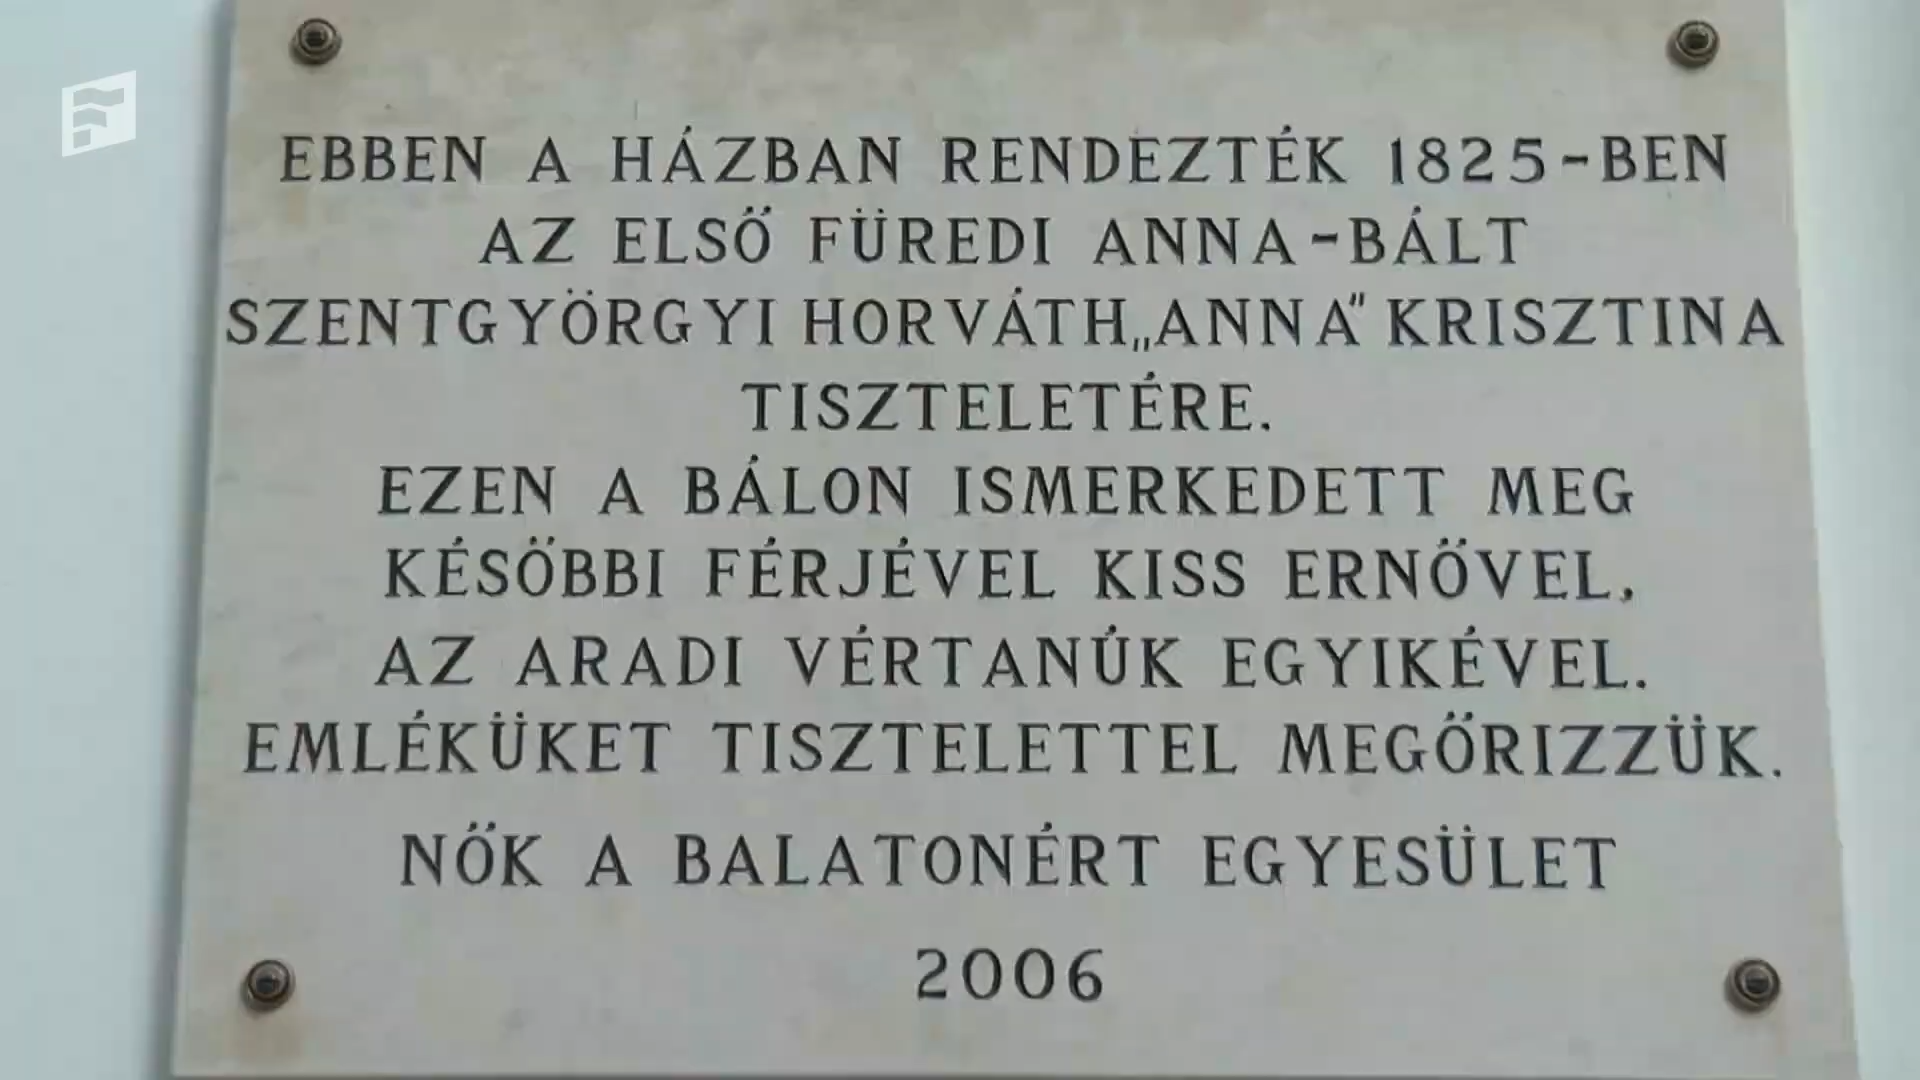 EBBEN A HÁZBAN RENDEZTÉK 1825-BEN
AZ ELSŐ FÜREDI ANNA-BÁLT
SZENTGYÖRGYI HORVÁTH „ANNA” KRISZTINA
TISZTELETÉRE.
EZEN A BÁLON ISMERKEDETT MEG
KÉSŐBBI FÉRJÉVEL KISS ERNŐVEL,
AZ ARADI VÉRTANÚK EGYIKÉVEL.
EMLÉKÜKET TISZTELETTEL MEGŐRIZZÜK.
NŐK A BALATONÉRT EGYESÜLET
2006